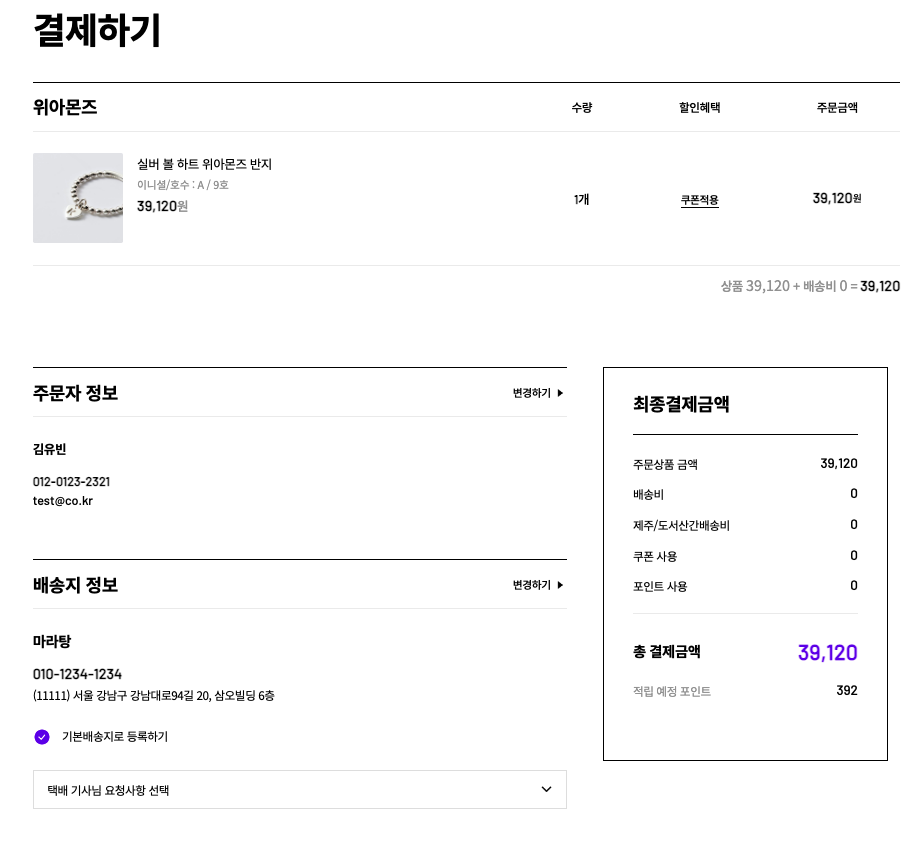 결제하기
위아몬즈 수량 할인혜택 주문금액
실버 볼 하트 위아몬즈 반지
이니셜/호수 : A / 9호
39,120원
1개 쿠폰적용 39,120원
상품 39,120 + 배송비 0 = 39,120
주문자 정보 변경하기
김유빈
012-0123-2321
test@co.kr
배송지 정보 변경하기
마라탕
010-1234-1234
(11111) 서울 강남구 강남대로94길 20, 삼오빌딩 6층
기본배송지로 등록하기
택배 기사님 요청사항 선택
최종결제금액
주문상품 금액 39,120
배송비 0
제주/도서산간배송비 0
쿠폰 사용 0
포인트 사용 0
총 결제금액 39,120
적립 예정 포인트 392